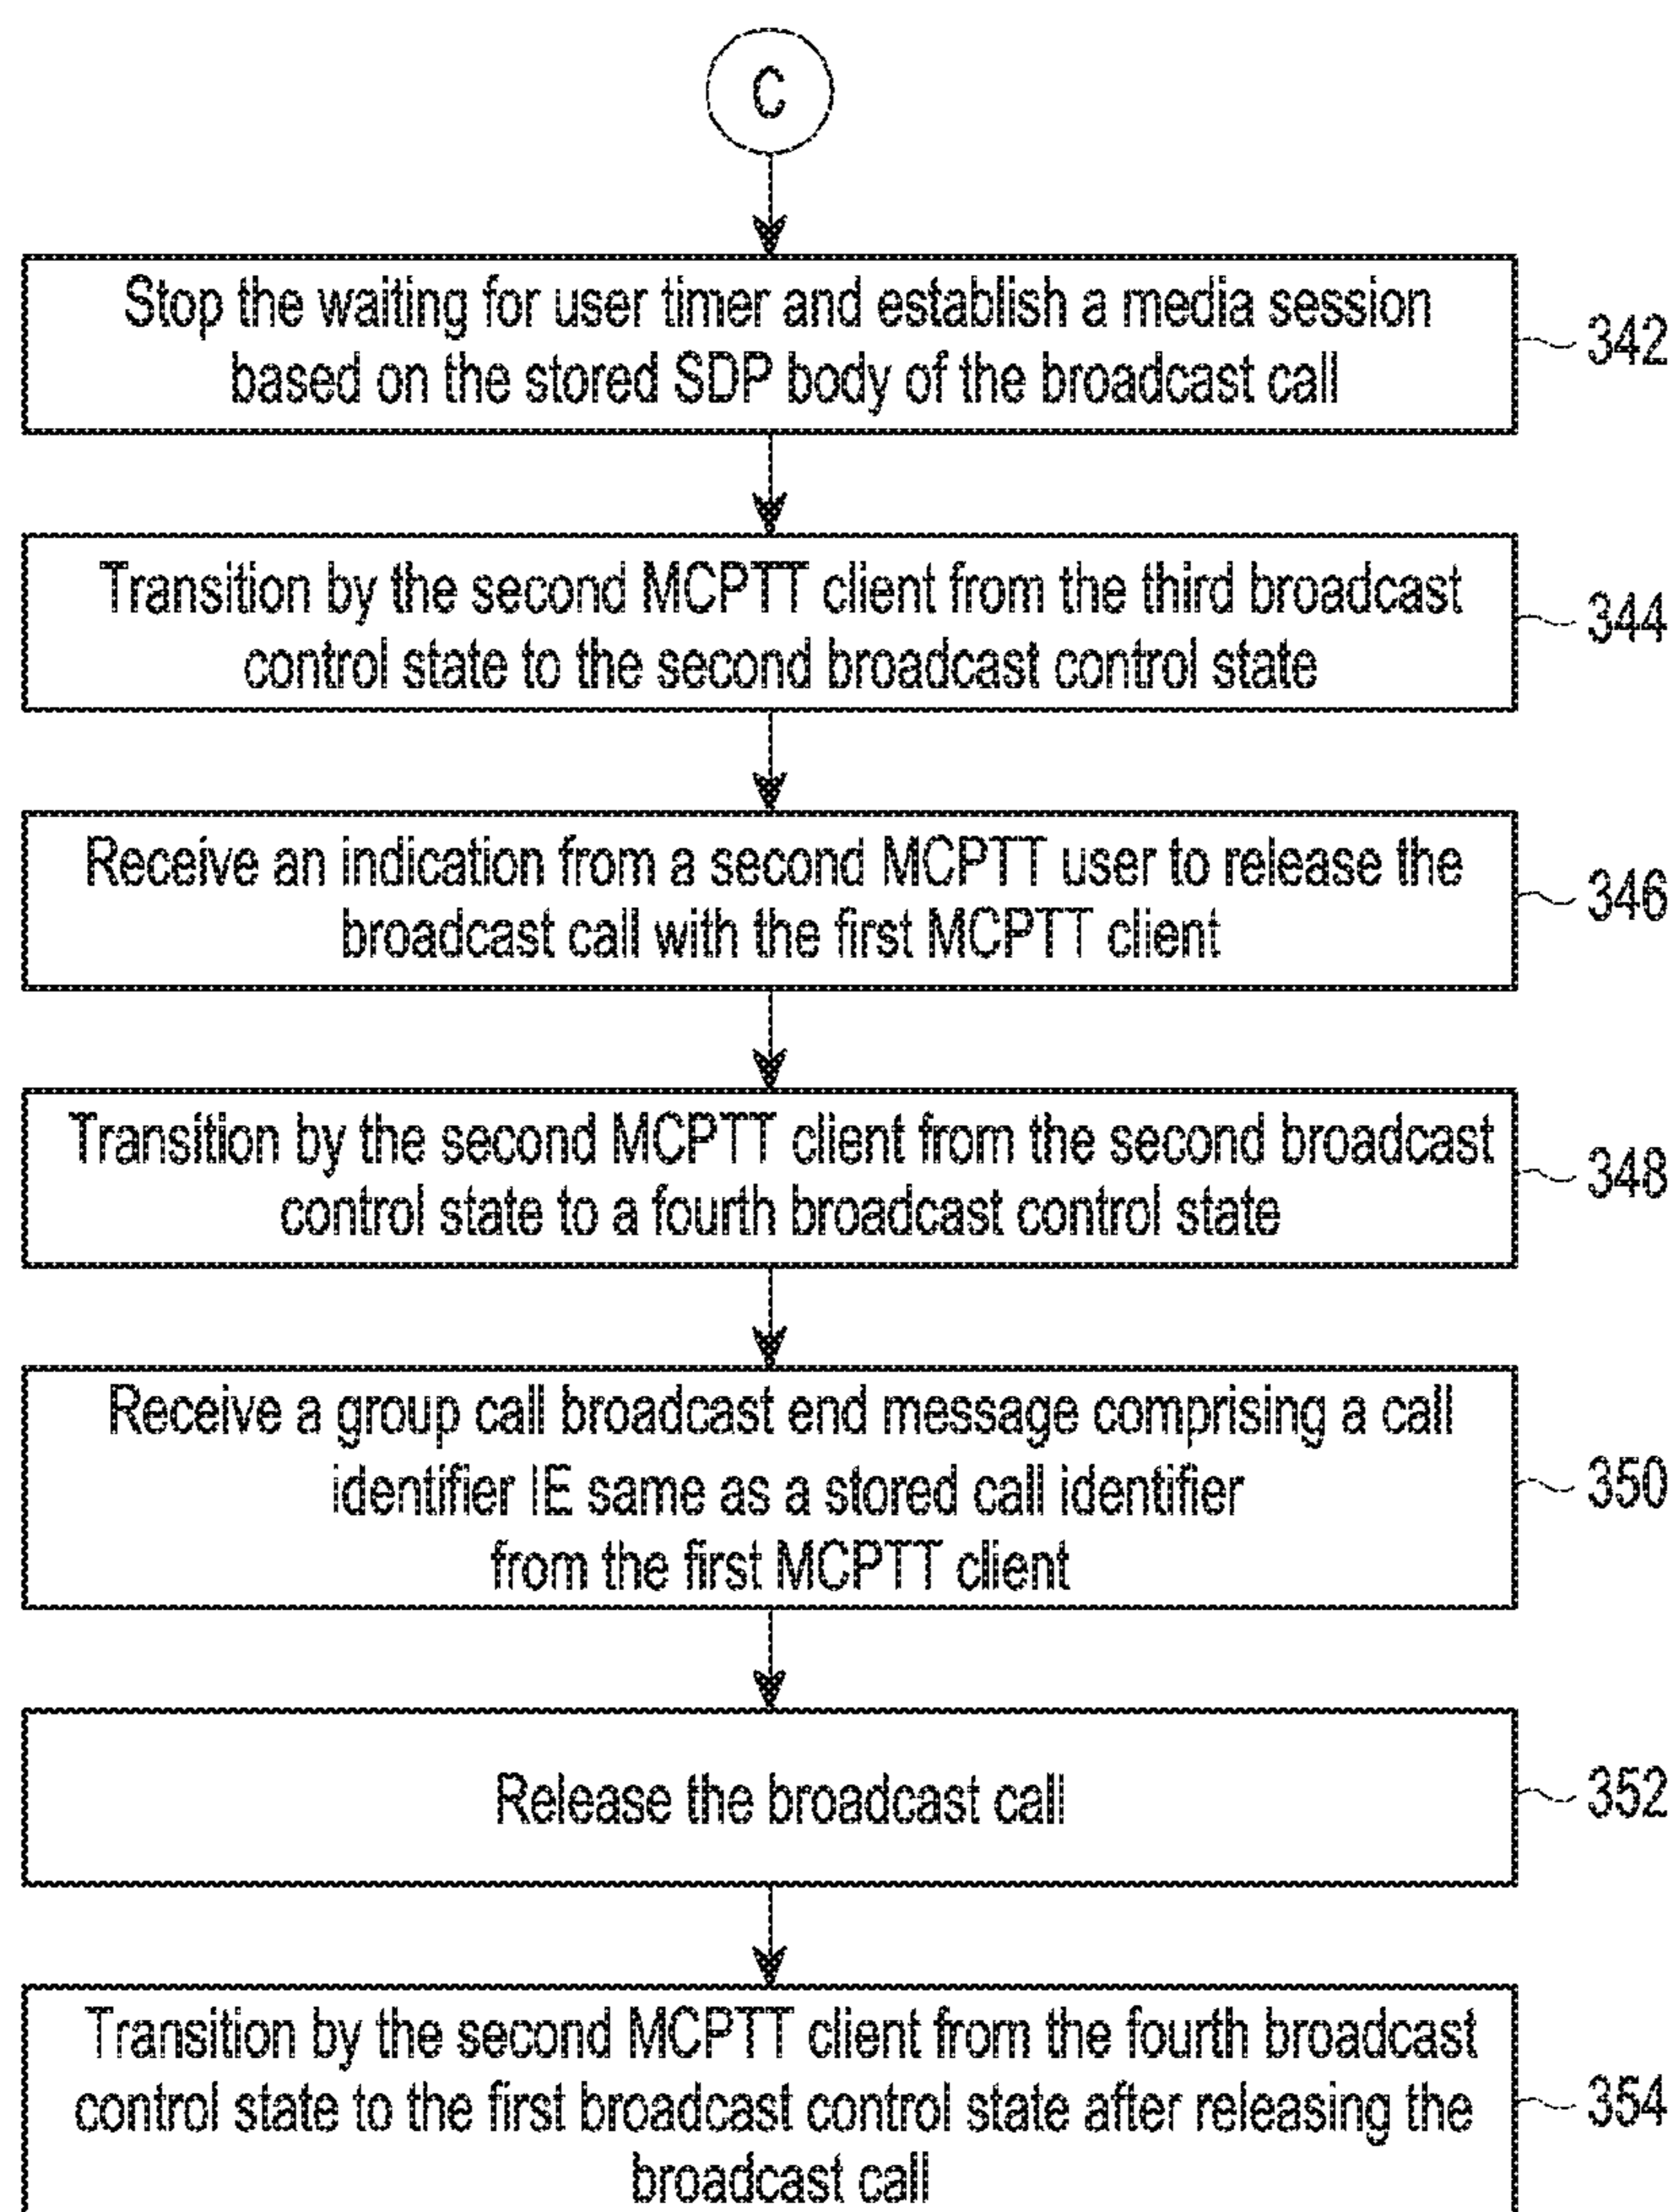 C
Stop the waiting for user timer and establish a media session
based on the stored SDP body of the broadcast call
342
Transition by the second MCPTT client from the third broadcast
control state to the second broadcast control state
344
Receive an indication from a second MCPTT user to release the
broadcast call with the first MCPTT client
346
Transition by the second MCPTT client from the second broadcast
control state to a fourth broadcast control state
348
Receive a group call broadcast end message comprising a call
identifier IE same as a stored call identifier
from the first MCPTT client
350
Release the broadcast call
352
Transition by the second MCPTT client from the fourth broadcast
control state to the first broadcast control state after releasing the
broadcast call
354